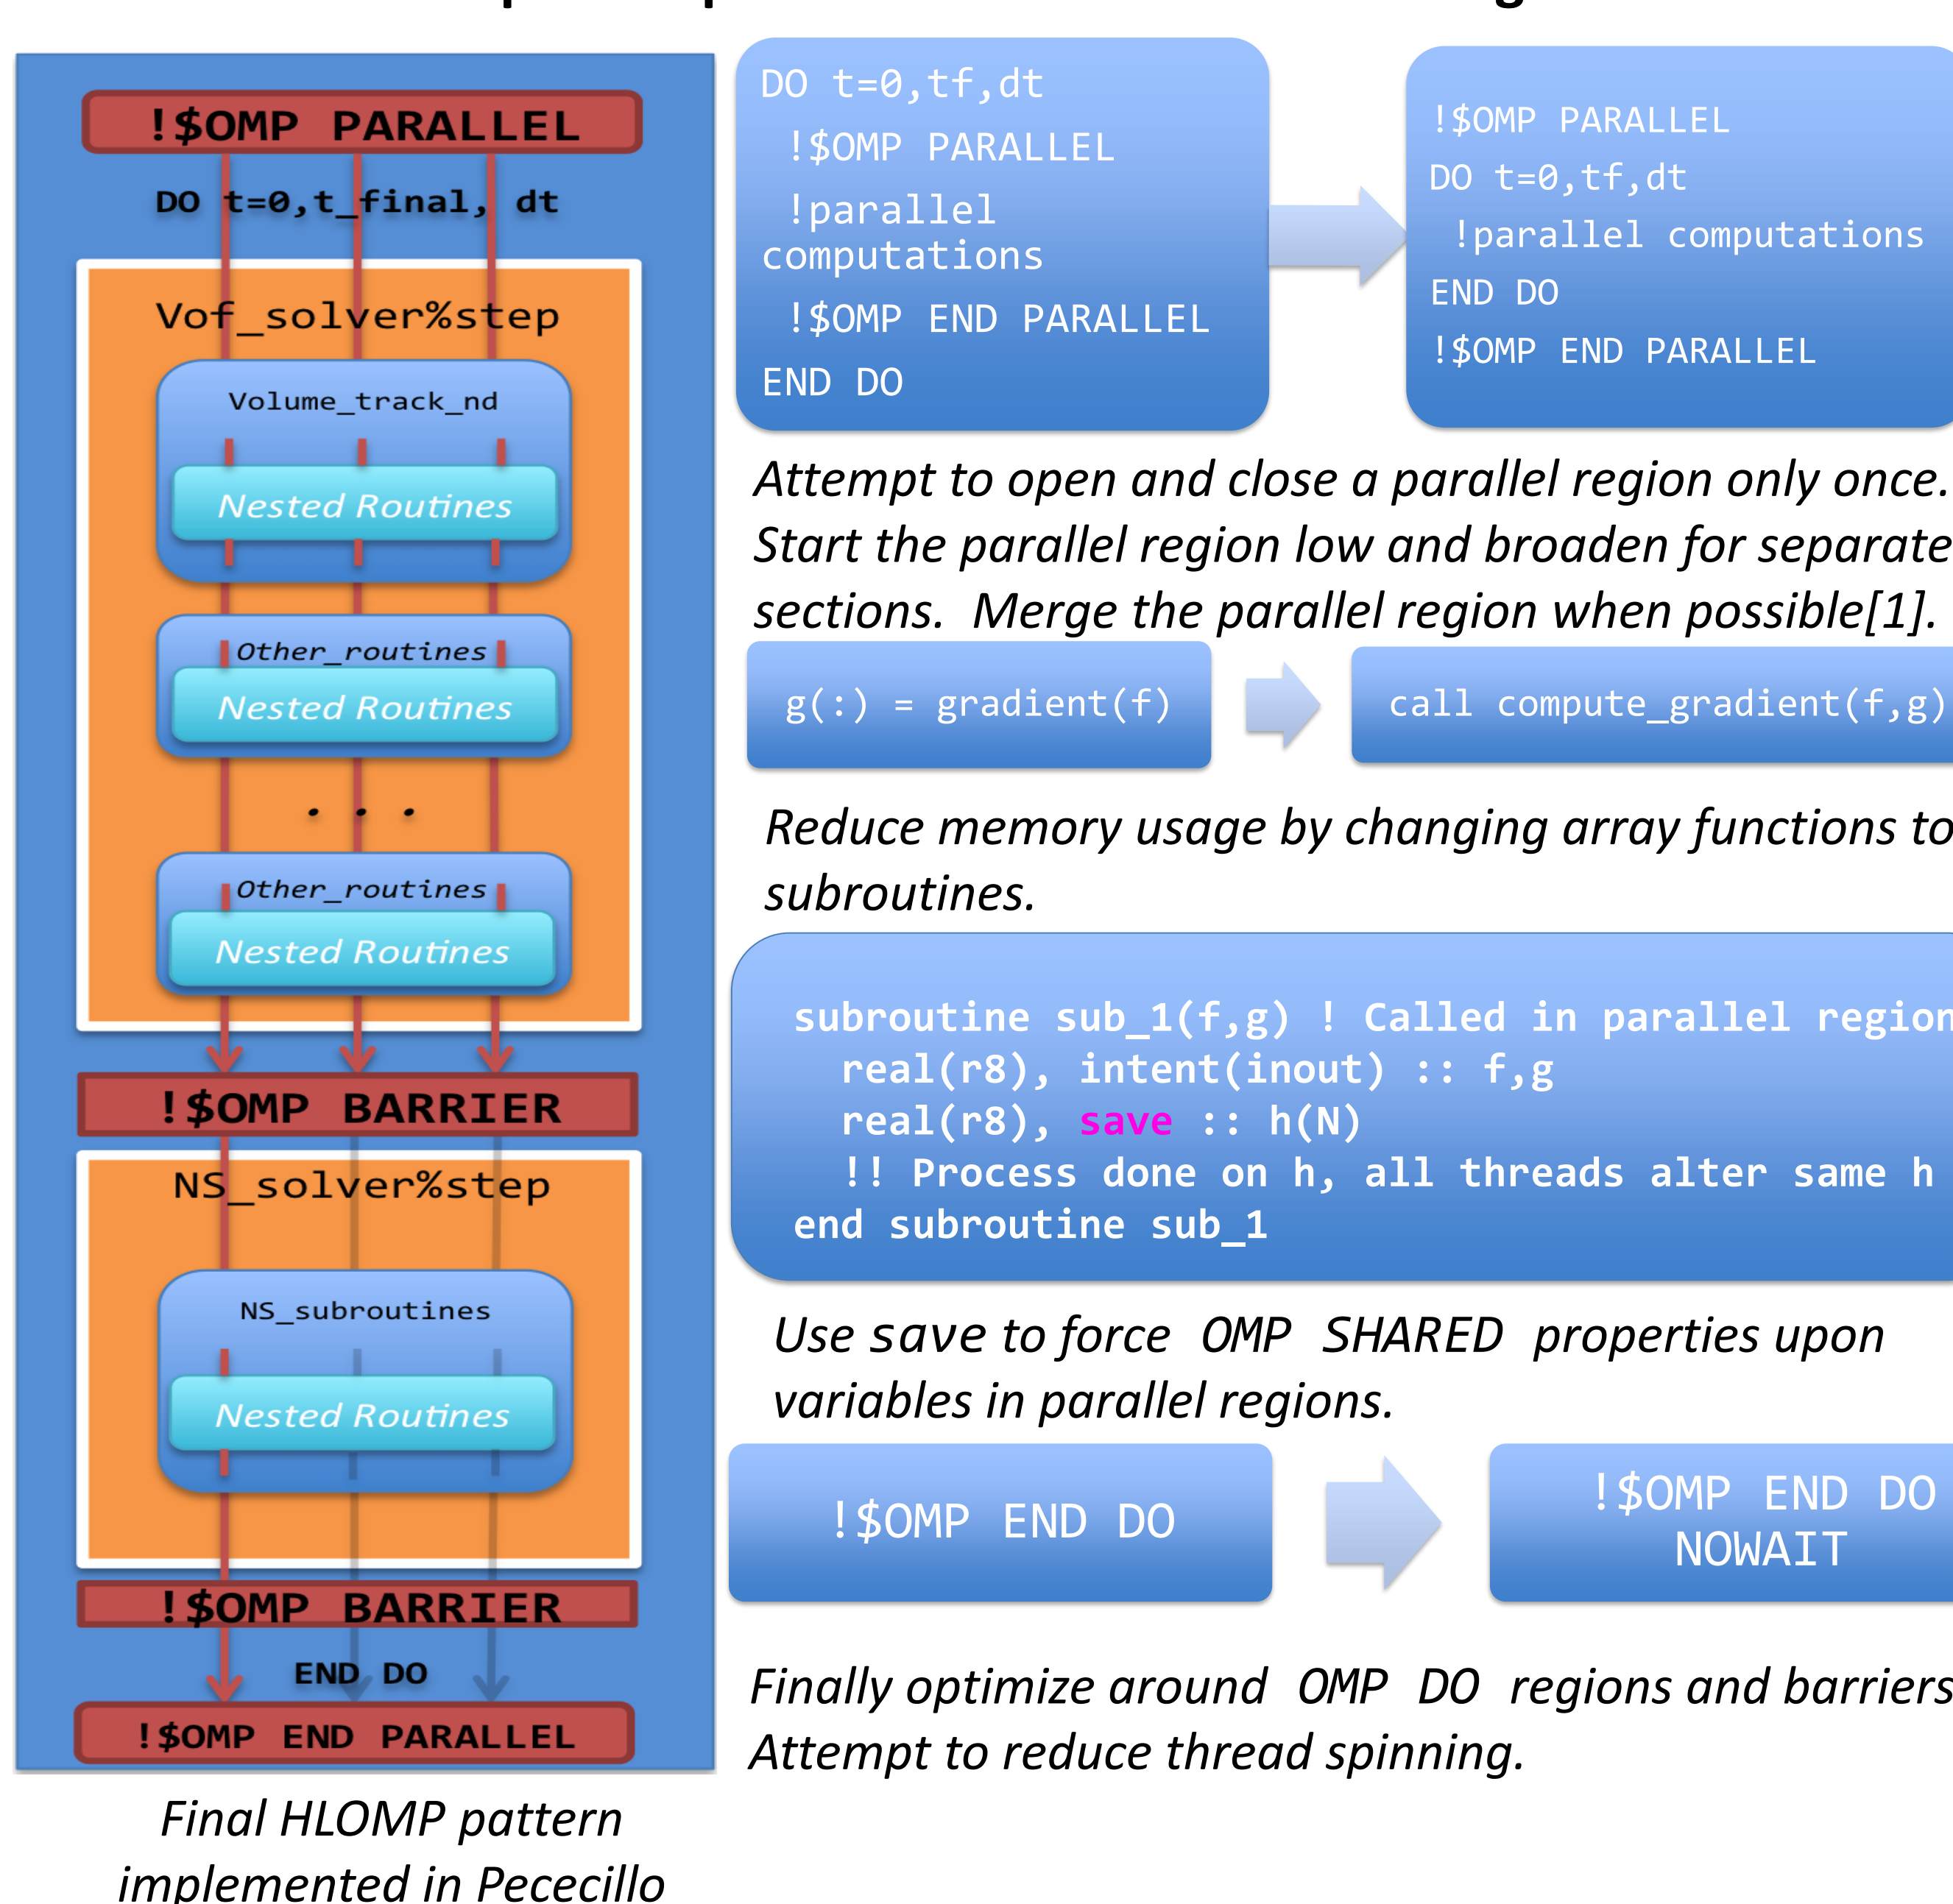 !$OMP PARALLEL
DO t=0,t_final, dt
Vof_solver%step
Volume_track_nd
Nested Routines
Other_routines
Nested Routines
. . .
Other_routines
Nested Routines
!$OMP BARRIER
NS_solver%step
NS_subroutines
Nested Routines
!$OMP BARRIER
END DO
!$OMP END PARALLEL
Final HLOMP pattern
implemented in Pececillo
DO t=0,tf,dt
!$OMP PARALLEL
!parallel
computations
!$OMP END PARALLEL
END DO
!$OMP PARALLEL
DO t=0,tf,dt
!parallel computations
END DO
!$OMP END PARALLEL
Attempt to open and close a parallel region only once.
Start the parallel region low and broaden for separate
sections. Merge the parallel region when possible[1].
g(:) = gradient(f)
call compute_gradient(f,g)
Reduce memory usage by changing array functions to
subroutines.
subroutine sub_1(f,g) ! Called in parallel region
real(r8), intent(inout) :: f,g
real(r8), save :: h(N)
!! Process done on h, all threads alter same h
end subroutine sub_1
Use save to force OMP SHARED properties upon
variables in parallel regions.
!$OMP END DO
!$OMP END DO
NOWAIT
Finally optimize around OMP DO regions and barriers
Attempt to reduce thread spinning.